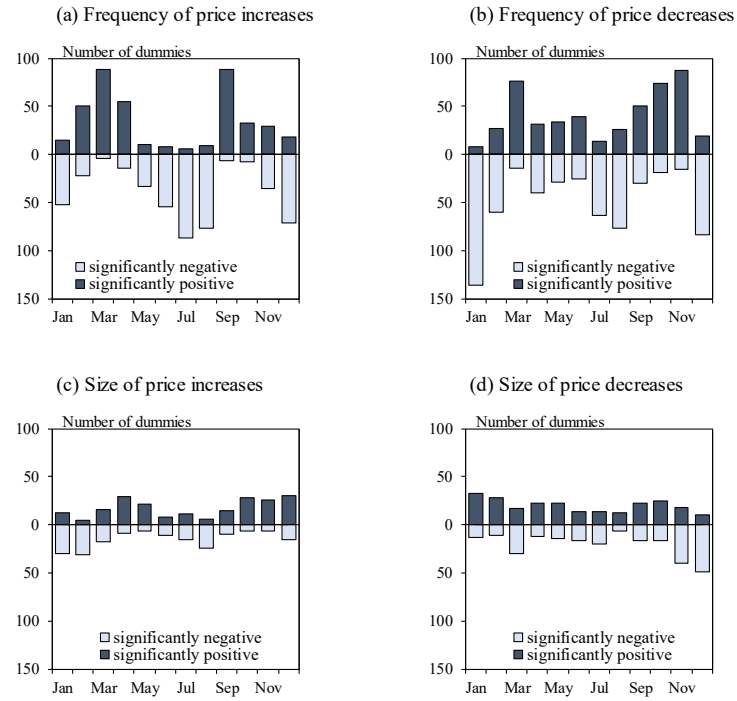 (a) Frequency of price increases
Number of dummies
100
50
0
50
100
150
significantly negative
significantly positive
Jan Mar May Jul Sep Nov
(b) Frequency of price decreases
Number of dummies
100
50
0
50
100
150
significantly negative
significantly positive
Jan Mar May Jul Sep Nov
(c) Size of price increases
Number of dummies
100
50
0
50
100
150
significantly negative
significantly positive
Jan Mar May Jul Sep Nov
(d) Size of price decreases
Number of dummies
100
50
0
50
100
150
significantly negative
significantly positive
Jan Mar May Jul Sep Nov